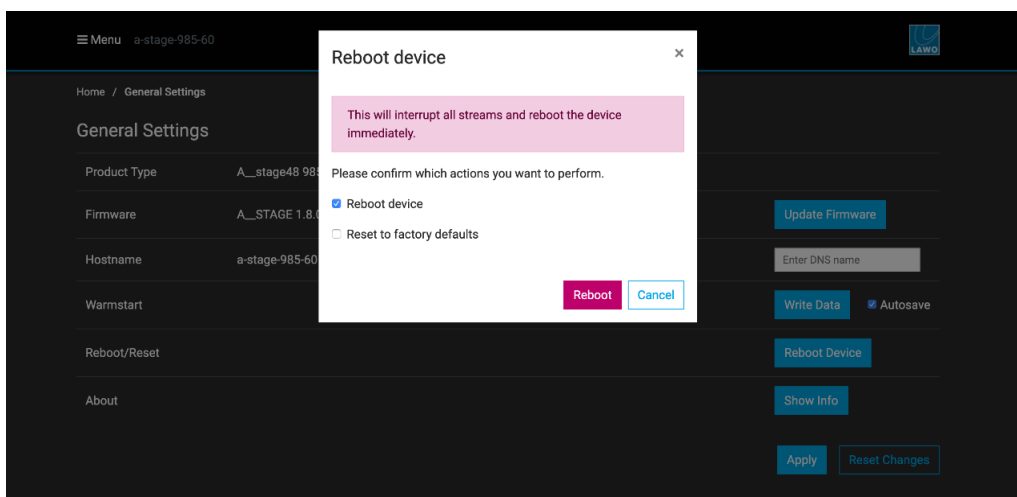 Menu a-stage-985-60
LAWO
Reboot device ×
Home / General Settings
This will interrupt all streams and reboot the device
immediately.
General Settings
Product Type A__stage48 98
Please confirm which actions you want to perform.
Reboot device
Firmware A__STAGE 1.8.0 Update Firmware
Reset to factory defaults
Hostname a-stage-985-60 Enter DNS name
Reboot Cancel
Warmstart Write Data Autosave
Reboot/Reset Reboot Device
About Show Info
Apply Reset Changes